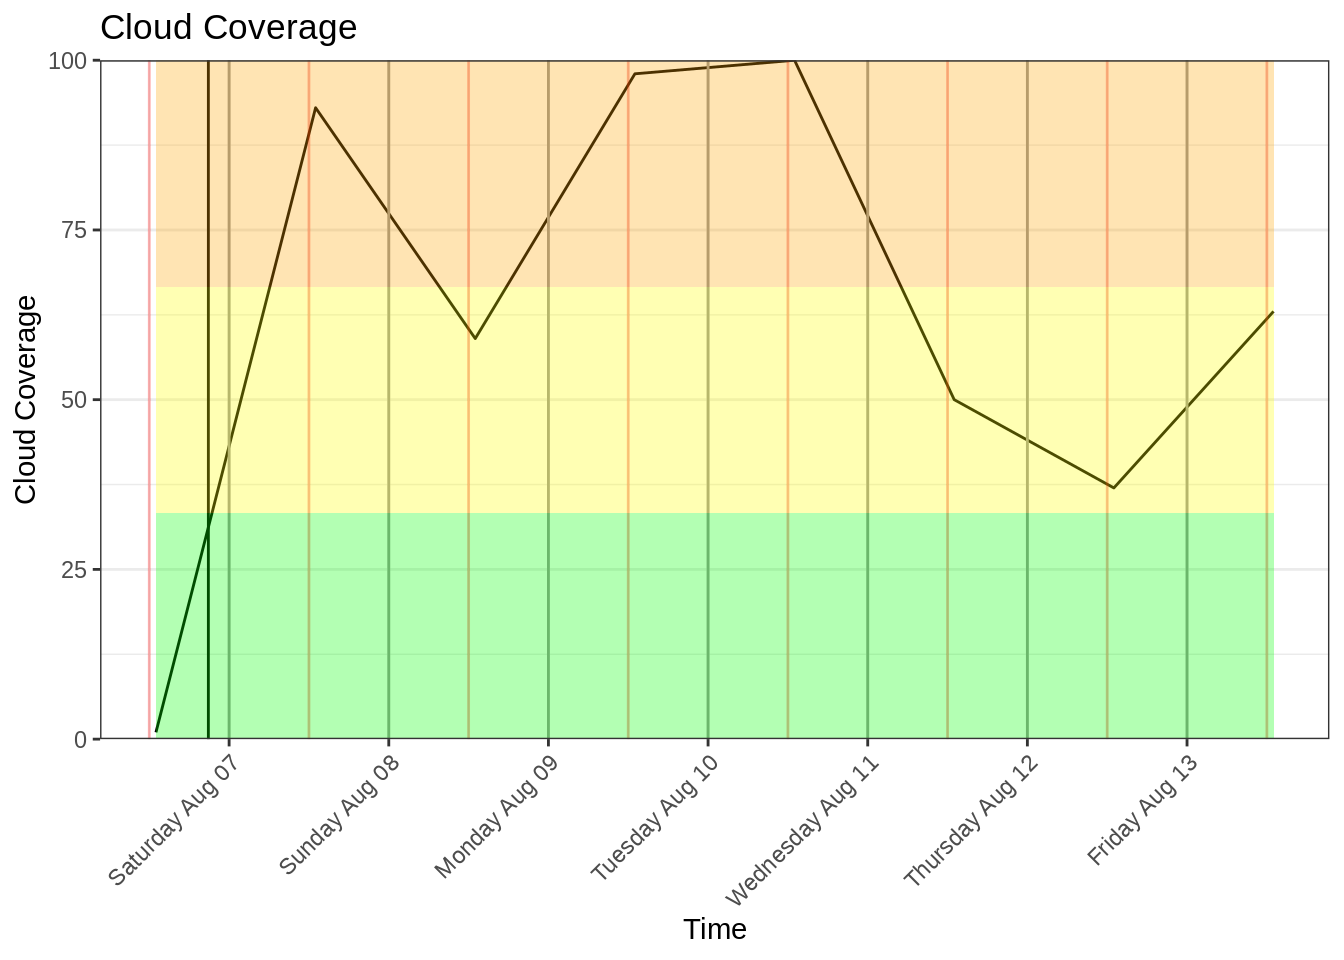 Cloud Coverage
100
75
50
25
0
Cloud Coverage
Saturday Aug 07
Sunday Aug 08
Monday Aug 09
Tuesday Aug 10
Wednesday Aug 11
Thursday Aug 12
Friday Aug 13
Time